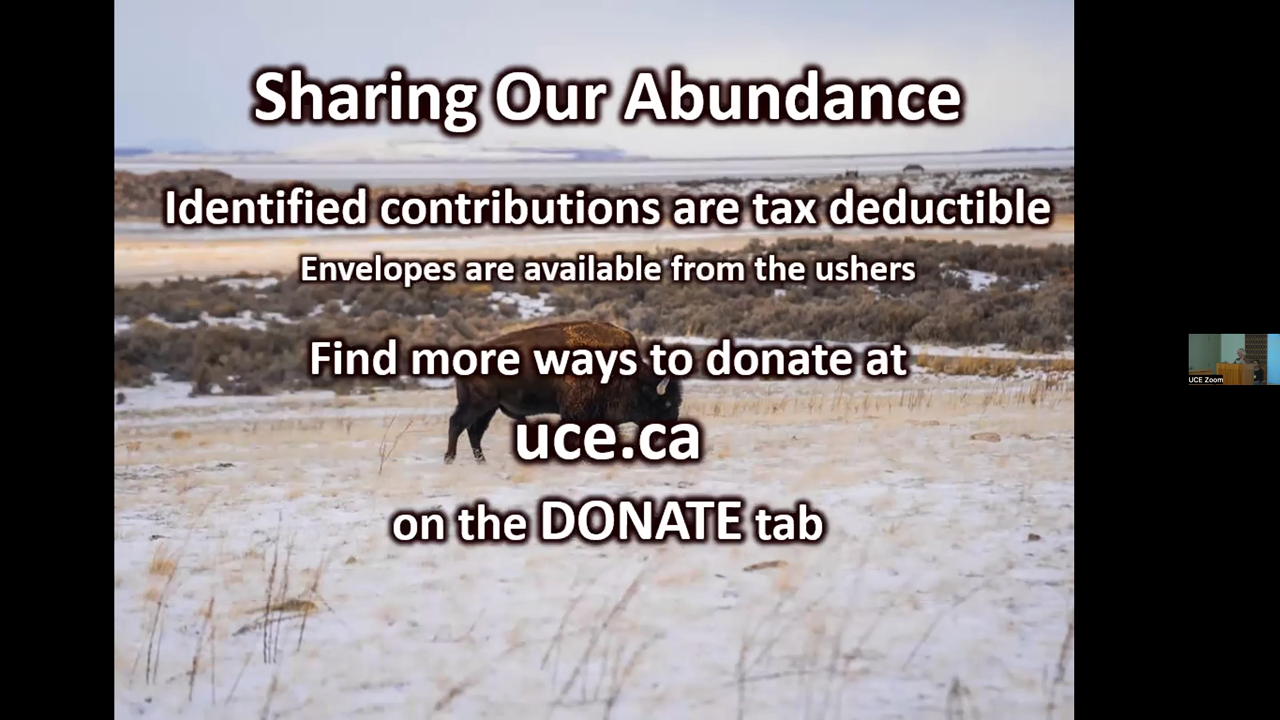 Sharing Our Abundance
Identified contributions are tax deductible
Envelopes are available from the ushers
Find more ways to donate at
uce.ca
on the DONATE tab
UCE Zoom